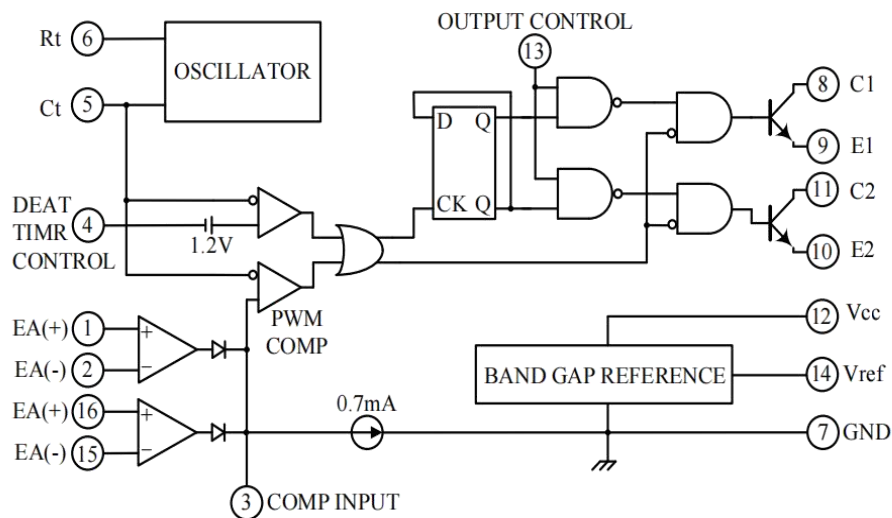 OUTPUT CONTROL
Rt 6
OSCILLATOR
13
Ct 5
8 C1
D Q
9 E1
11 C2
DEAT
TIMR
CONTROL
4
1.2V
CK Q
10 E2
PWM
COMP
EA(+) 1
+
EA(-) 2
−
12 Vcc
BAND GAP REFERENCE
14 Vref
EA(+) 16
+
0.7mA
EA(-) 15
−
7 GND
3 COMP INPUT